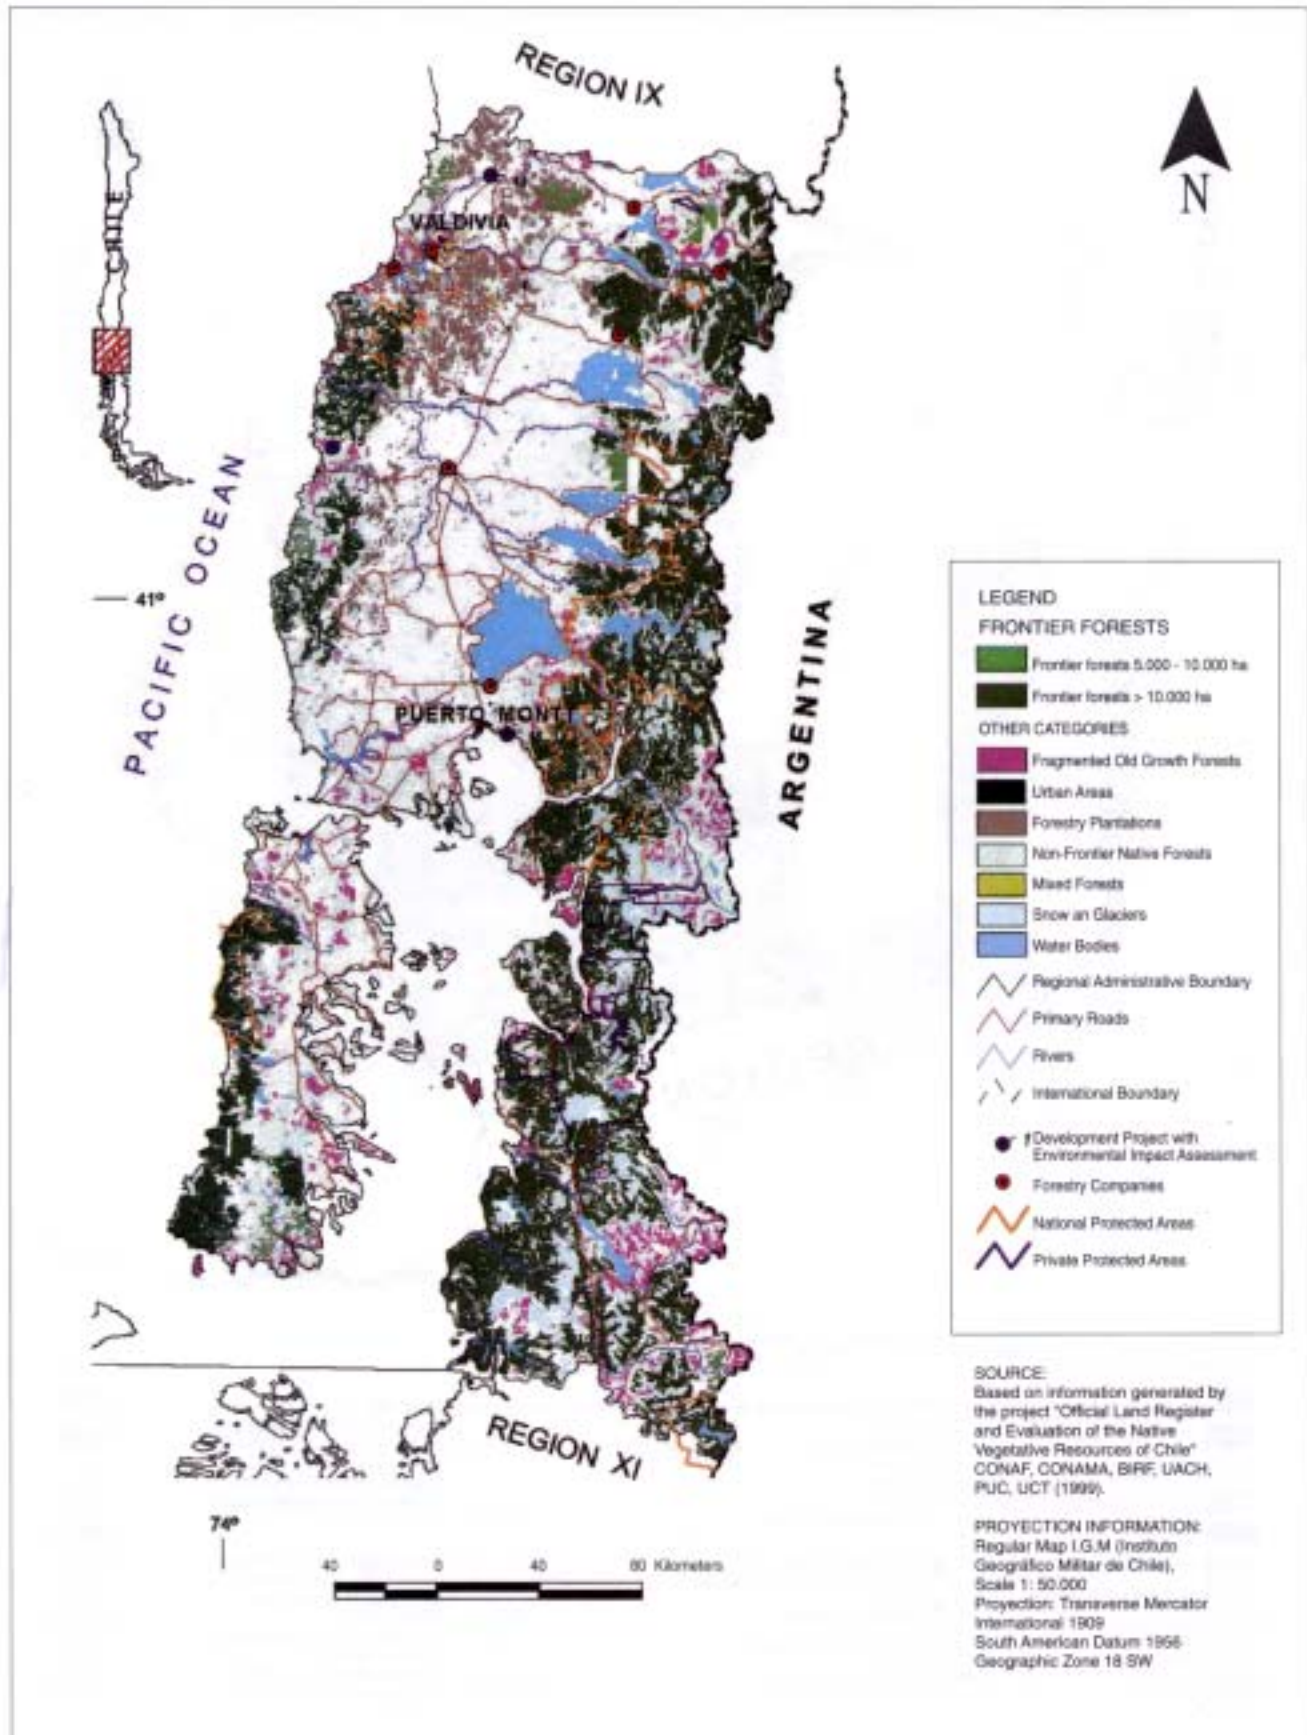 REGION IX
N
CHILE
VALDIVIA
PACIFIC OCEAN
41º
ARGENTINA
PUERTO MONTT
REGION XI
74º
40 0 40 80 Kilometers
LEGEND
FRONTIER FORESTS
Frontier forests 5.000 - 10.000 ha
Frontier forests > 10.000 ha
OTHER CATEGORIES
Fragmented Old Growth Forests
Urban Areas
Forestry Plantations
Non-Frontier Native Forests
Mixed Forests
Snow an Glaciers
Water Bodies
Regional Administrative Boundary
Primary Roads
Rivers
International Boundary
Development Project with
Environmental Impact Assessment
Forestry Companies
National Protected Areas
Private Protected Areas
SOURCE:
Based on information generated by
the project "Official Land Register
and Evaluation of the Native
Vegetative Resources of Chile"
CONAF, CONAMA, BIRF, UACH,
PUC, UCT (1999).
PROYECTION INFORMATION:
Regular Map I.G.M (Instituto
Geográfico Militar de Chile),
Scale 1: 50.000
Proyection: Transverse Mercator
International 1909
South American Datum 1956
Geographic Zone 18 SW